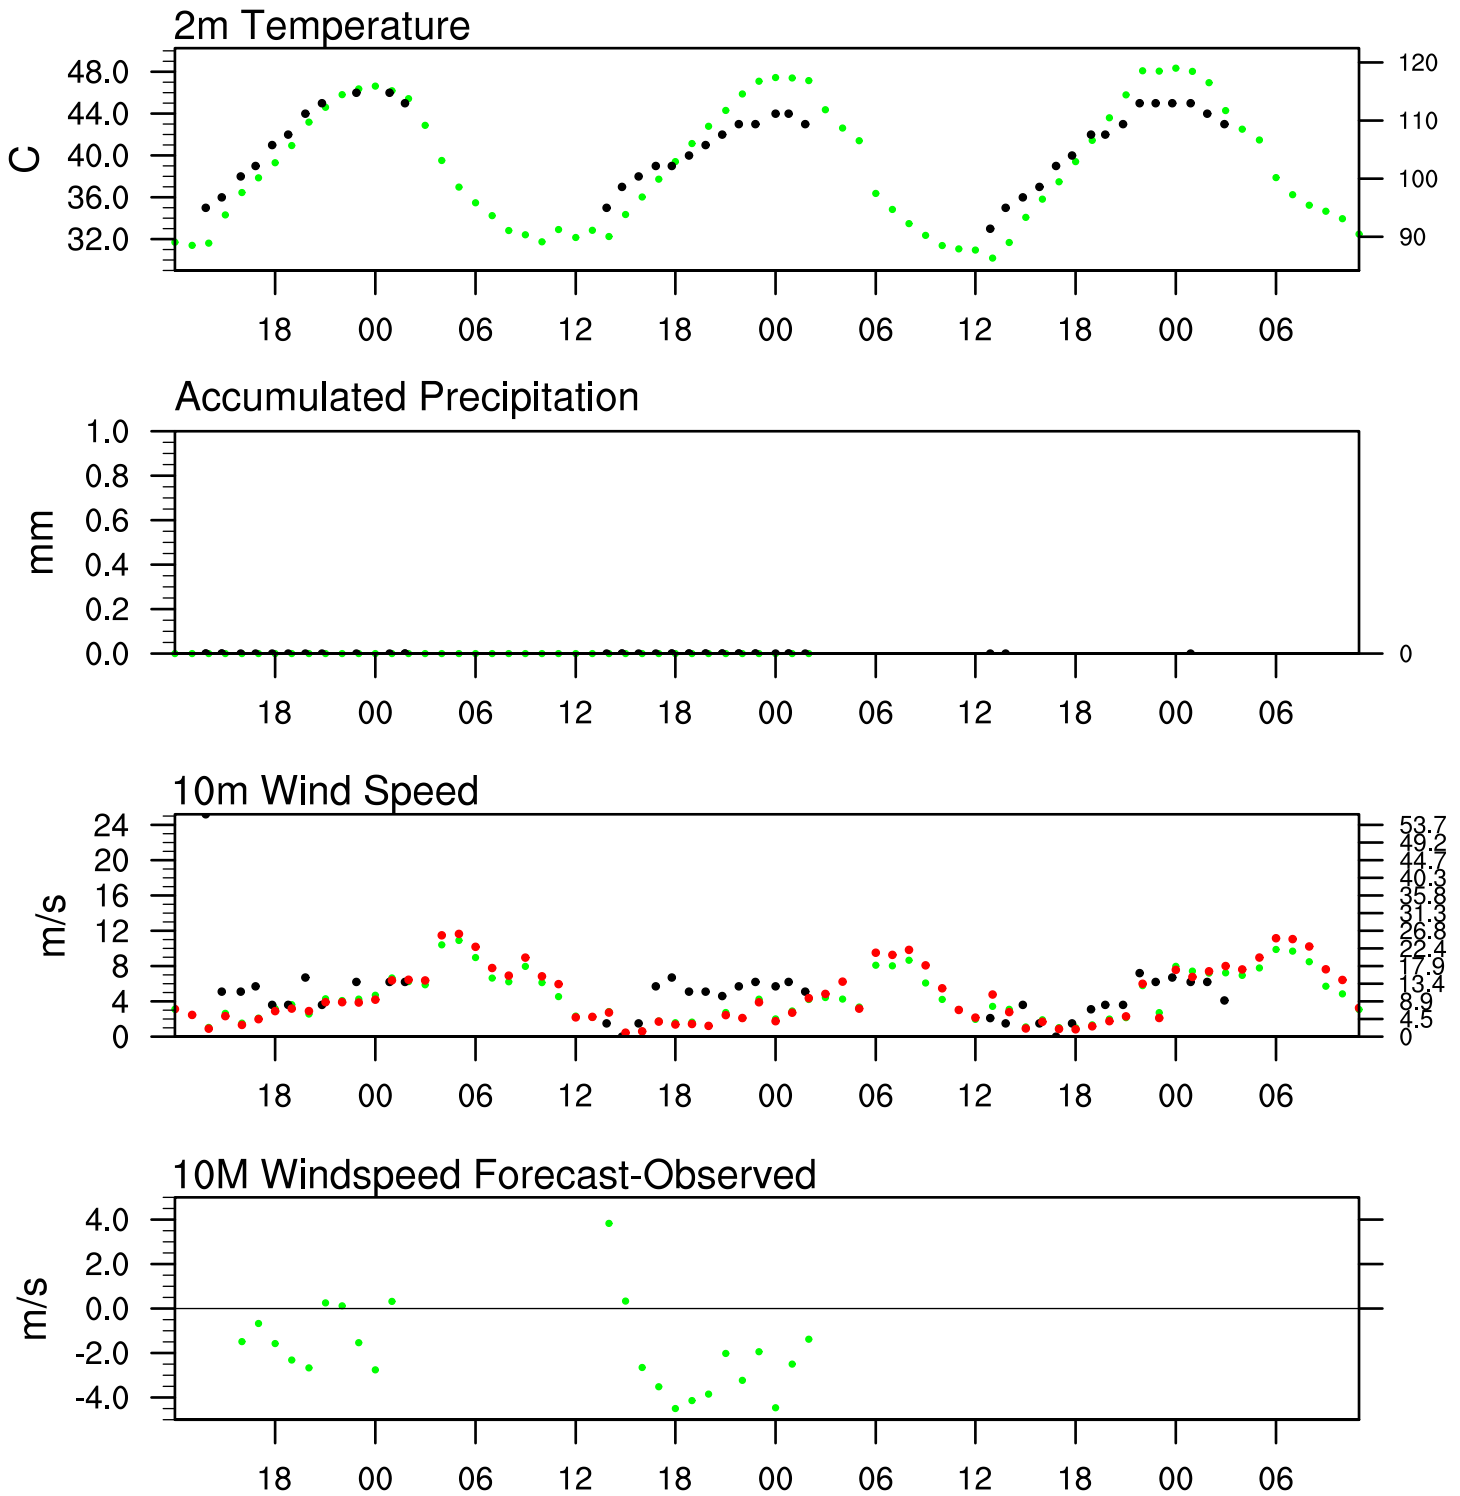 2m Temperature
48.0 120
44.0 110
40.0
36.0 100
32.0 90
C
18 00 06 12 18 00 06 12 18 00 06
Accumulated Precipitation
1.0
0.8
0.6
0.4
0.2
0.0 0
mm
18 00 06 12 18 00 06 12 18 00 06
10m Wind Speed
24 53.7
49.2
20 44.7
40.3
16 35.8
31.3
12 26.8
22.4
8 17.9
13.4
4 8.9
4.5
0 0
m/s
18 00 06 12 18 00 06 12 18 00 06
10M Windspeed Forecast-Observed
4.0
2.0
0.0
-2.0
-4.0
m/s
18 00 06 12 18 00 06 12 18 00 06